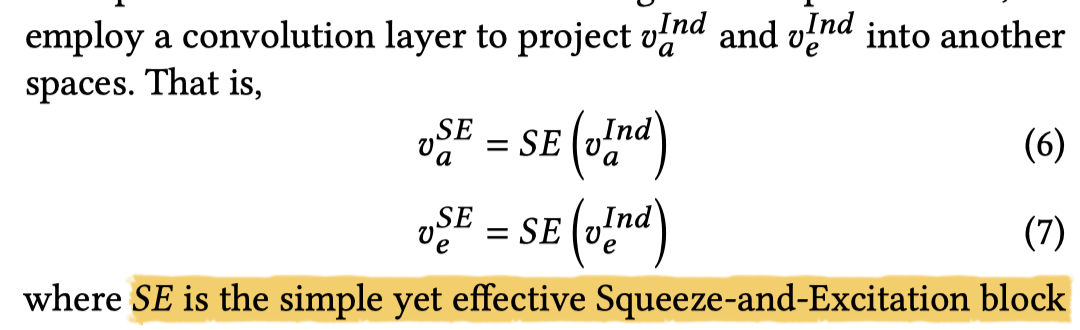 employ a convolution layer to project $v_a^{Ind}$ and $v_e^{Ind}$ into another
spaces. That is,
$v_a^{SE} = SE\left(v_a^{Ind}\right)$ (6)
$v_e^{SE} = SE\left(v_e^{Ind}\right)$ (7)
where SE is the simple yet effective Squeeze-and-Excitation block